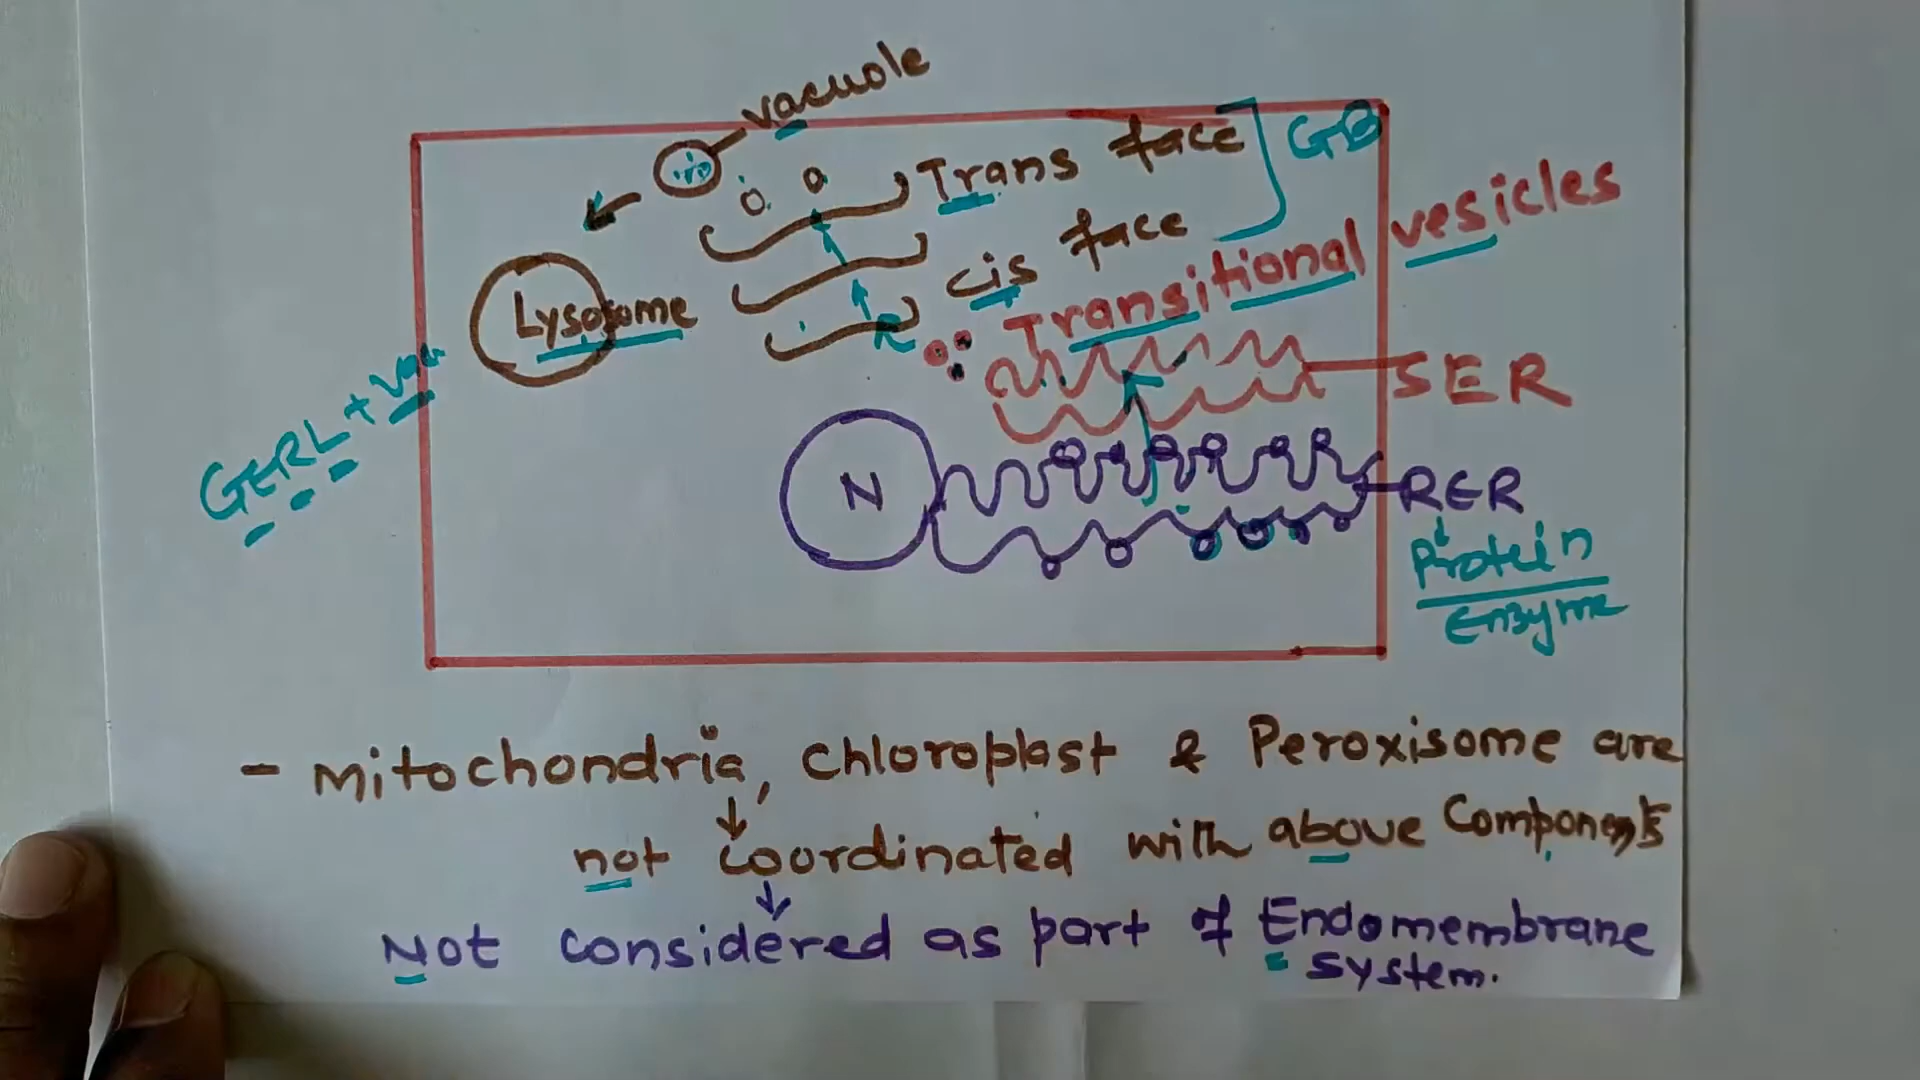 vacuole
Trans face
GB
cis face
Transitional vesicles
Lysosome
GERL + vac
SER
N
RER
Protein
Enzyme
- Mitochondria, Chloroplast & Peroxisome are
not coordinated with above Components
Not considered as part of Endomembrane
System.